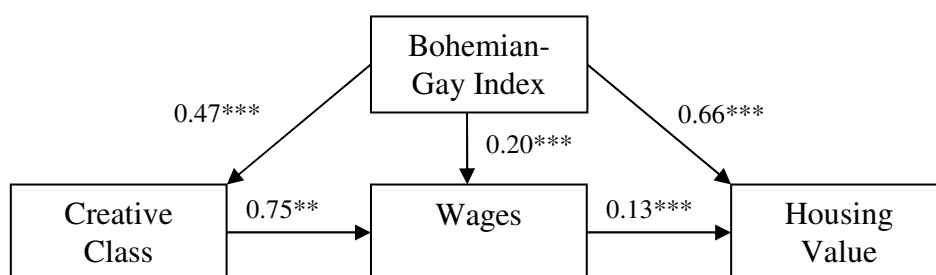 Bohemian-
Gay Index
0.47***
0.66***
0.20***
Creative
Class
0.75**
Wages
0.13***
Housing
Value